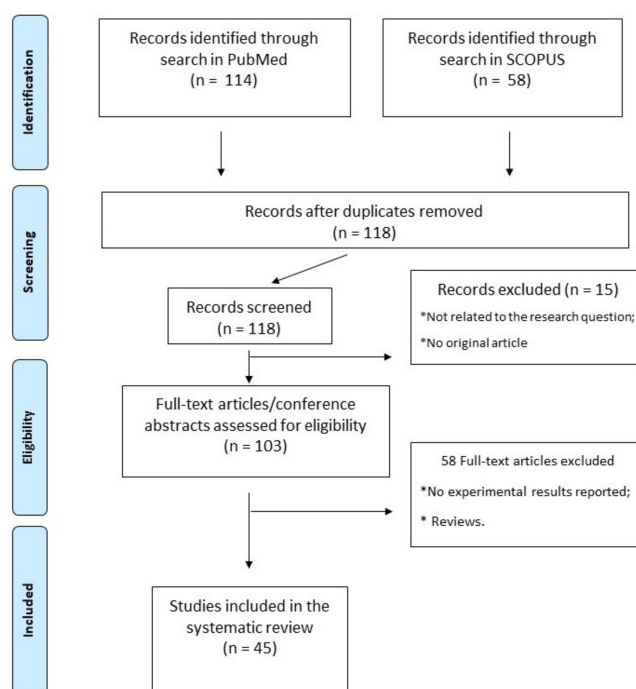 Identification
Records identified through
search in PubMed
(n = 114)
Records identified through
search in SCOPUS
(n = 58)
Screening
Records after duplicates removed
(n = 118)
Records screened
(n = 118)
Records excluded (n = 15)
*Not related to the research question;
*No original article
Eligibility
Full-text articles/conference
abstracts assessed for eligibility
(n = 103)
58 Full-text articles excluded
*No experimental results reported;
* Reviews.
Included
Studies included in the
systematic review
(n = 45)